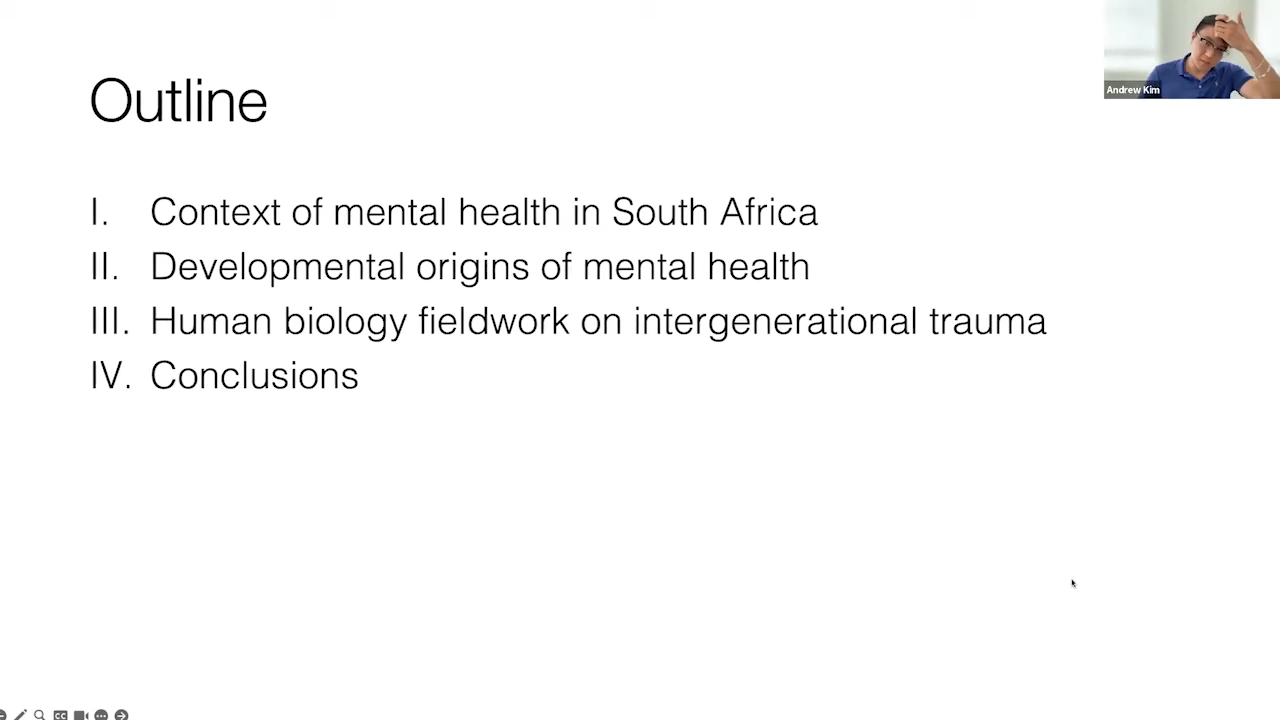 Outline
I. Context of mental health in South Africa
II. Developmental origins of mental health
III. Human biology fieldwork on intergenerational trauma
IV. Conclusions
Andrew Kim
CC